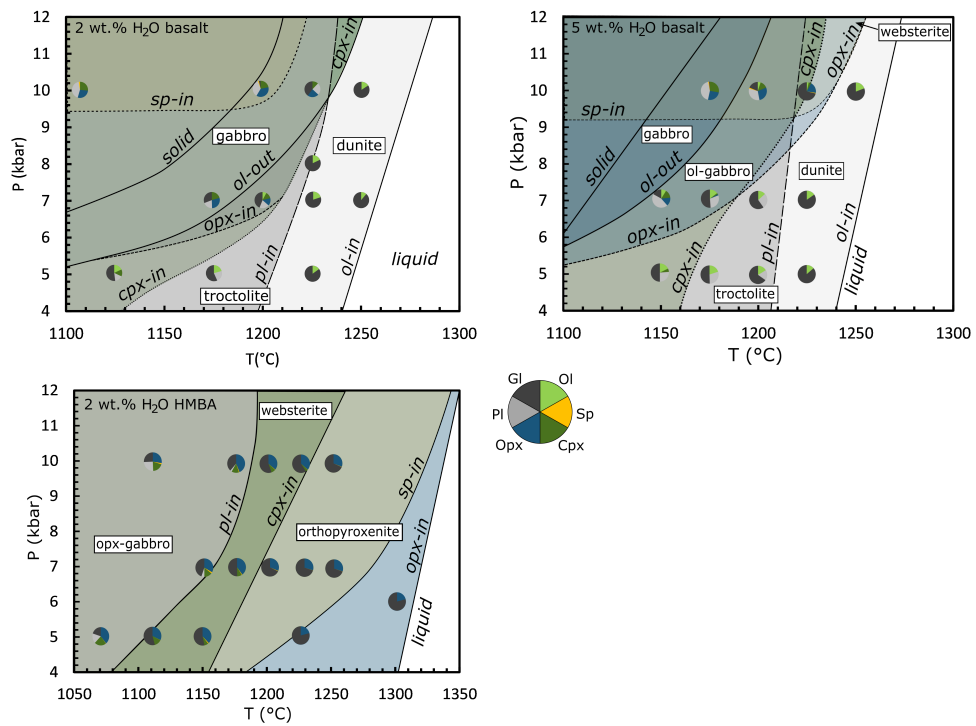 2 wt.% H2O basalt
12
11
10
9
8
7
6
5
4
P (kbar)
sp-in
solid
gabbro
ol-out
opx-in
cpx-in
cpx-in
dunite
pl-in
ol-in
liquid
troctolite
1100
1150
1200
1250
1300
T(°C)
5 wt.% H2O basalt
websterite
12
11
10
9
8
7
6
5
4
P (kbar)
sp-in
gabbro
solid
ol-out
ol-gabbro
opx-in
cpx-in
cpx-in
opx-in
dunite
pl-in
ol-in
liquid
troctolite
1100
1150
1200
1250
1300
T (°C)
2 wt.% H2O HMBA
12
11
10
9
8
7
6
5
4
P (kbar)
websterite
pl-in
cpx-in
sp-in
opx-gabbro
orthopyroxenite
opx-in
liquid
1050
1100
1150
1200
1250
1300
1350
T (°C)
Gl
Ol
Pl
Sp
Opx
Cpx